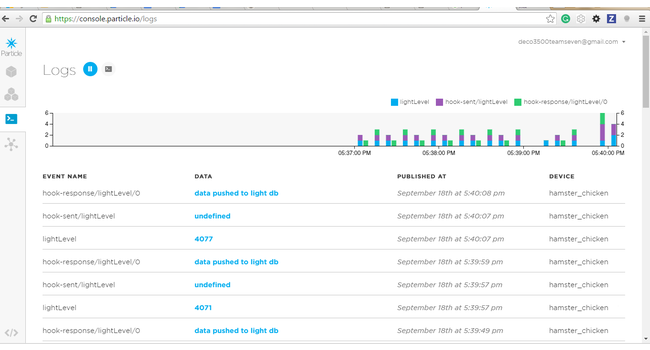 https://console.particle.io/logs
Particle
deco3500teamseven@gmail.com
Logs
lightLevel hook-sent/lightLevel hook-response/lightLevel/0
6 6
4 4
2 2
0 0
05:37:00 PM 05:38:00 PM 05:39:00 PM 05:40:00 PM
EVENT NAME DATA PUBLISHED AT DEVICE
hook-response/lightLevel/0 data pushed to light db September 18th at 5:40:08 pm hamster_chicken
hook-sent/lightLevel undefined September 18th at 5:40:07 pm hamster_chicken
lightLevel 4077 September 18th at 5:40:07 pm hamster_chicken
hook-response/lightLevel/0 data pushed to light db September 18th at 5:39:59 pm hamster_chicken
hook-sent/lightLevel undefined September 18th at 5:39:57 pm hamster_chicken
lightLevel 4071 September 18th at 5:39:57 pm hamster_chicken
hook-response/lightLevel/0 data pushed to light db September 18th at 5:39:49 pm hamster_chicken